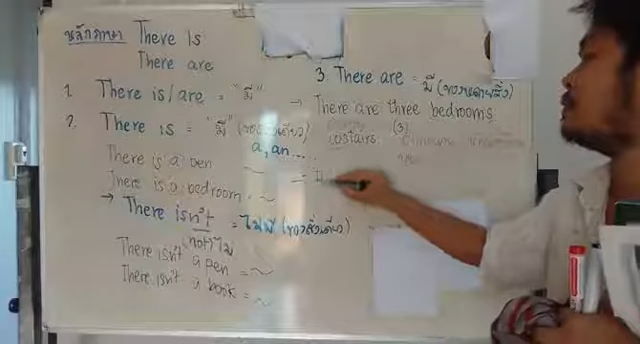 หลักภาษา There Is
There are
1. There is/are = "มี"
2. There is = "มี" (ของสิ่งเดียว)
a, an....
There is a pen ~
There is a bedroom = ~
→ There isn't = ไม่มี (ของสิ่งเดียว)
(not) ไม่
There isn't a pen = ~
There isn't a book = ~
3 There are = มี (ของหลายสิ่ง)
→ There are three bedrooms
upstairs. (3)